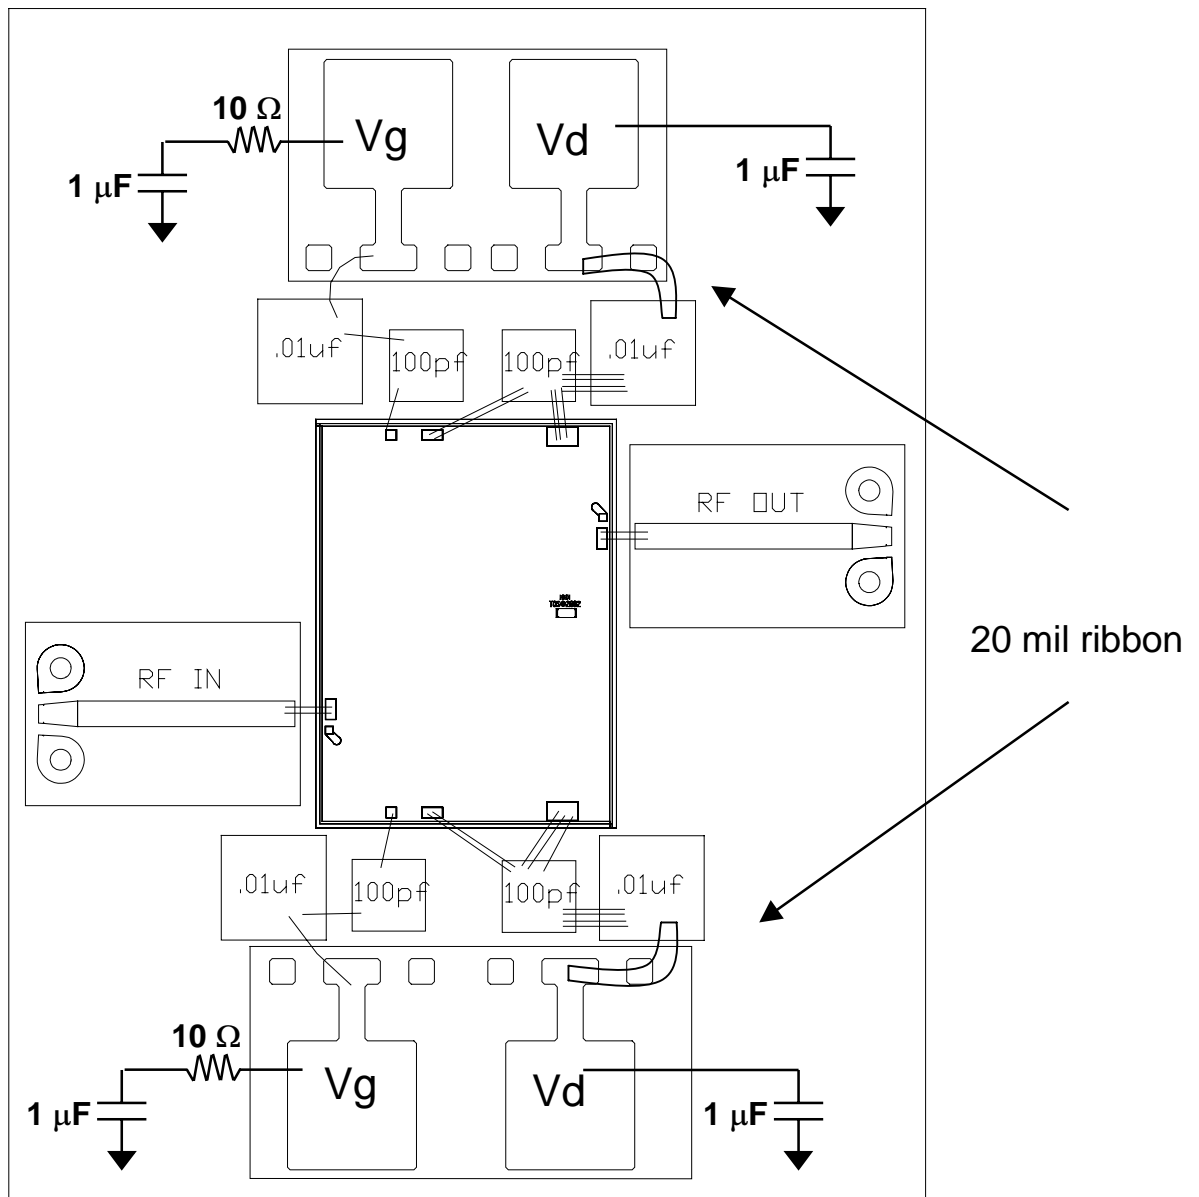 10 Ω
Vg
Vd
1 μF
1 μF
.01uf
100pf
100pf
.01uf
RF OUT
20 mil ribbon
RF IN
.01uf
100pf
100pf
.01uf
10 Ω
Vg
Vd
1 μF
1 μF